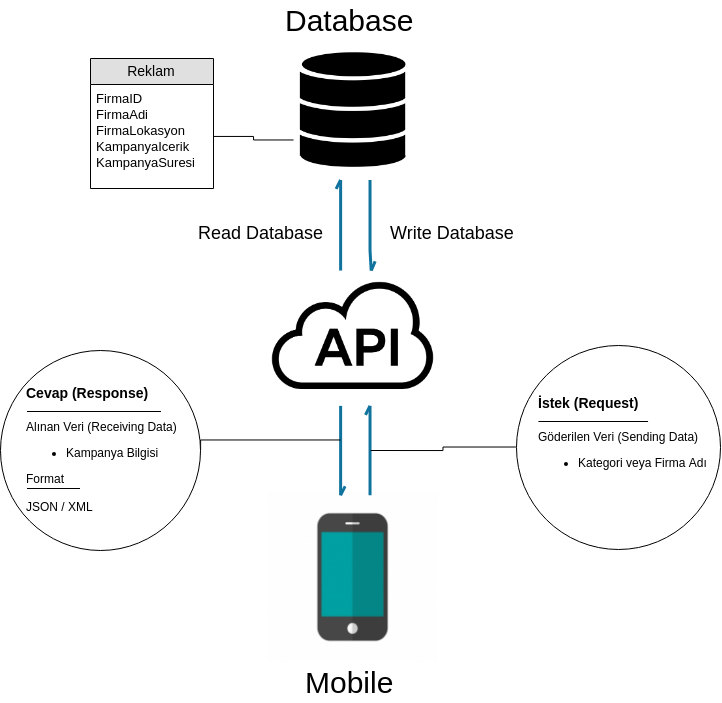 Database
Reklam
FirmaID
FirmaAdi
FirmaLokasyon
KampanyaIcerik
KampanyaSuresi
Read Database
Write Database
API
Cevap (Response)
Alınan Veri (Receiving Data)
• Kampanya Bilgisi
Format
JSON / XML
İstek (Request)
Göderilen Veri (Sending Data)
• Kategori veya Firma Adı
Mobile